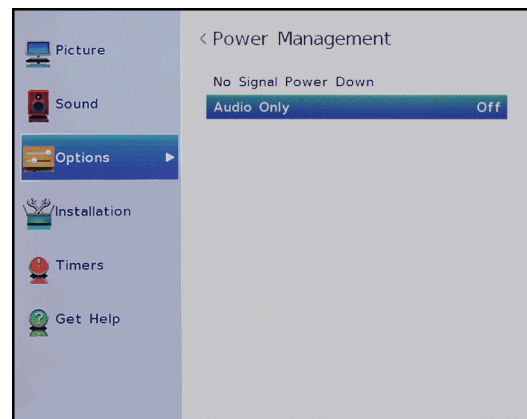 Picture
Sound
Options
Installation
Timers
Get Help
< Power Management
No Signal Power Down
Audio Only Off